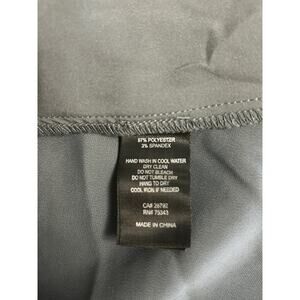 97% POLYESTER
3% SPANDEX
HAND WASH IN COOL WATER
DRY CLEAN
DO NOT BLEACH
DO NOT TUMBLE DRY
HANG TO DRY
COOL IRON IF NEEDED
CA# 28792
RN# 75343
MADE IN CHINA